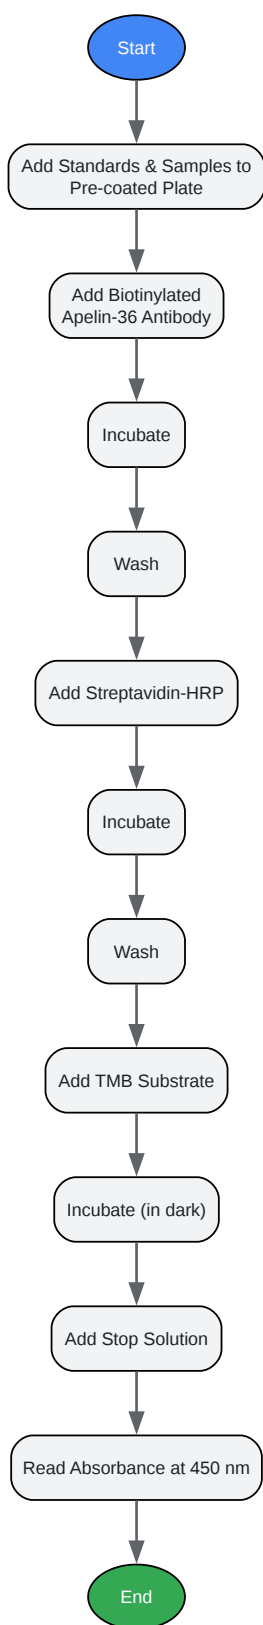 Start
Add Standards & Samples to
Pre-coated Plate
Add Biotinylated
Apelin-36 Antibody
Incubate
Wash
Add Streptavidin-HRP
Incubate
Wash
Add TMB Substrate
Incubate (in dark)
Add Stop Solution
Read Absorbance at 450 nm
End